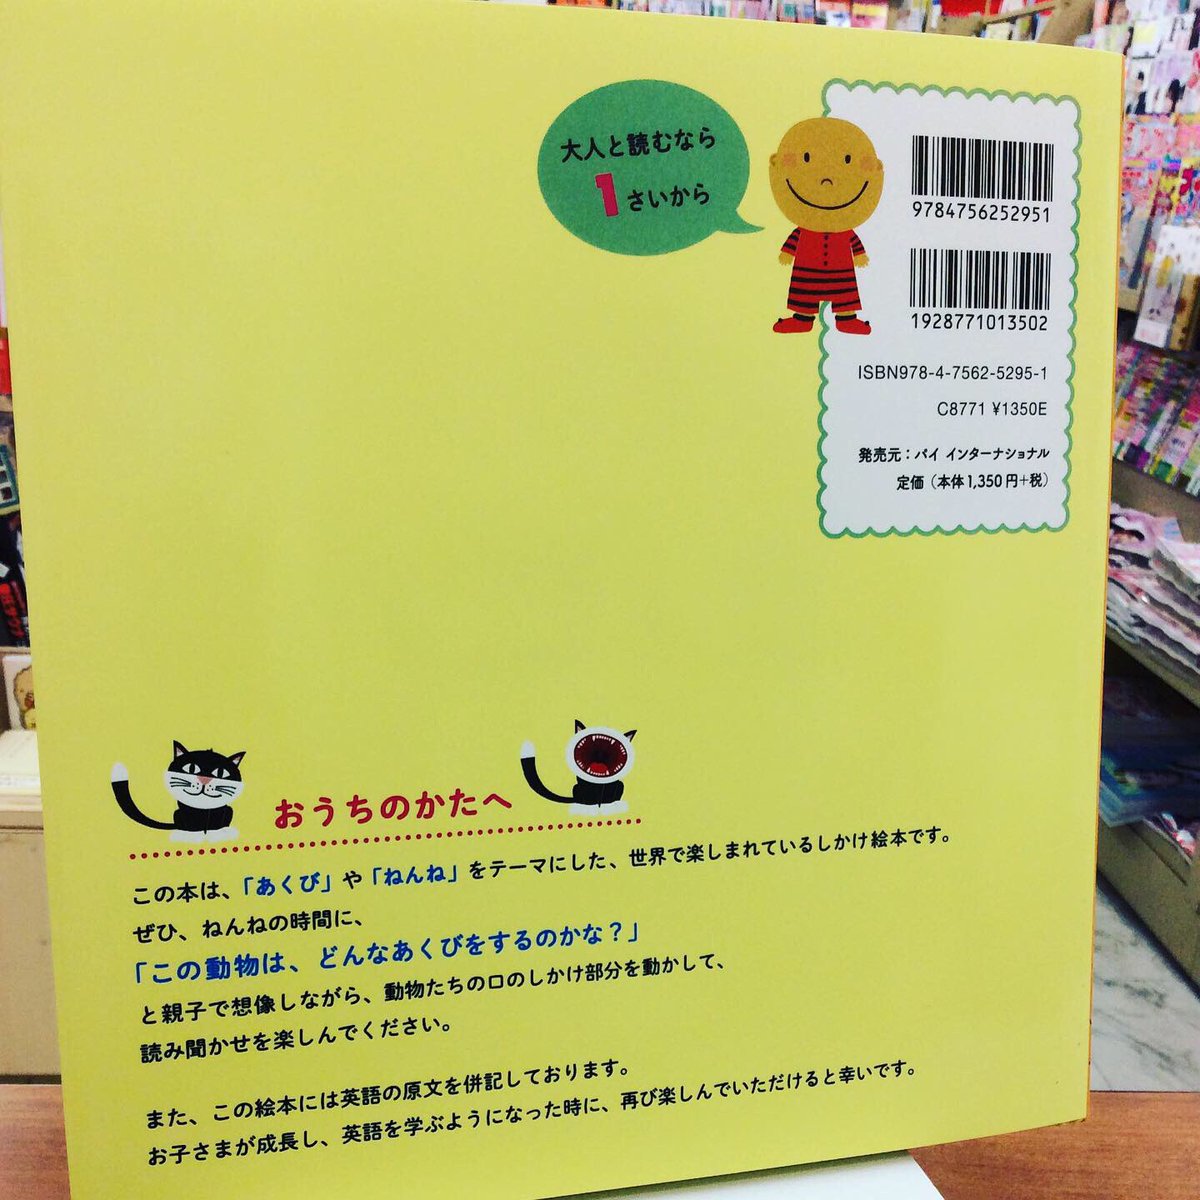 大人と読むなら
1さいから
9784756252951
1928771013502
ISBN978-4-7562-5295-1
C8771 ¥1350E
発売元：パイ インターナショナル
定価（本体1,350円+税）
おうちのかたへ
この本は、「あくび」や「ねんね」をテーマにした、世界で楽しまれているしかけ絵本です。
ぜひ、ねんねの時間に、
「この動物は、どんなあくびをするのかな？」
と親子で想像しながら、動物たちの口のしかけ部分を動かして、
読み聞かせを楽しんでください。
また、この絵本には英語の原文を併記しております。
お子さまが成長し、英語を学ぶようになった時に、再び楽しんでいただけると幸いです。